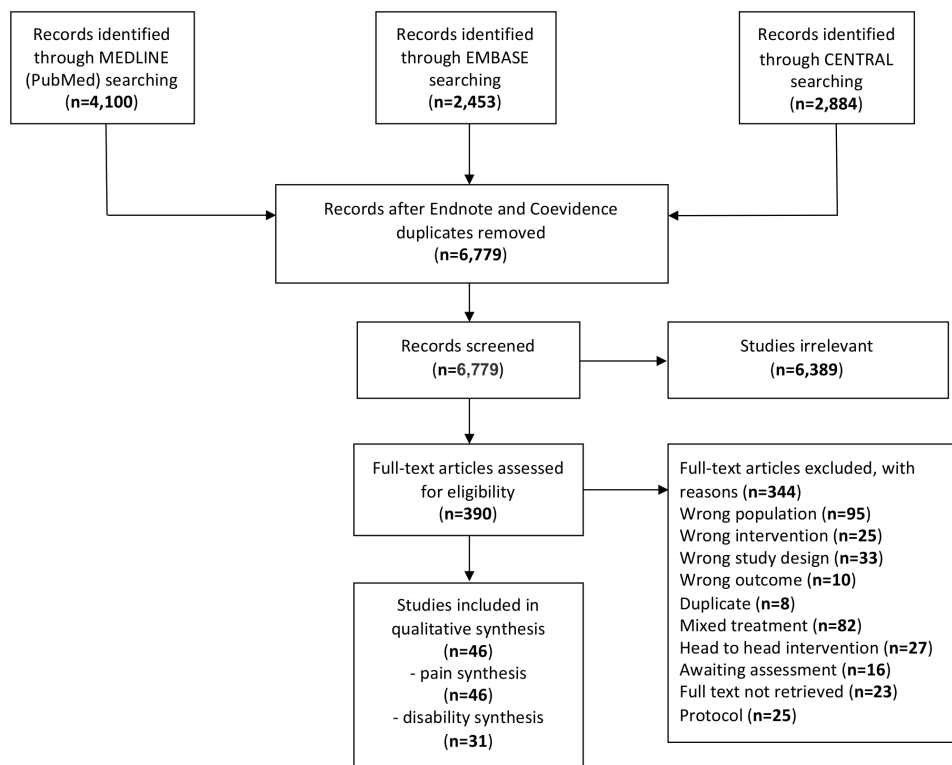 Records identified
through MEDLINE
(PubMed) searching
(n=4,100)
Records identified
through EMBASE
searching
(n=2,453)
Records identified
through CENTRAL
searching
(n=2,884)
Records after Endnote and Coevidence
duplicates removed
(n=6,779)
Records screened
(n=6,779)
Studies irrelevant
(n=6,389)
Full-text articles assessed
for eligibility
(n=390)
Full-text articles excluded, with
reasons (n=344)
Wrong population (n=95)
Wrong intervention (n=25)
Wrong study design (n=33)
Wrong outcome (n=10)
Duplicate (n=8)
Mixed treatment (n=82)
Head to head intervention (n=27)
Awaiting assessment (n=16)
Full text not retrieved (n=23)
Protocol (n=25)
Studies included in
qualitative synthesis
(n=46)
- pain synthesis
(n=46)
- disability synthesis
(n=31)